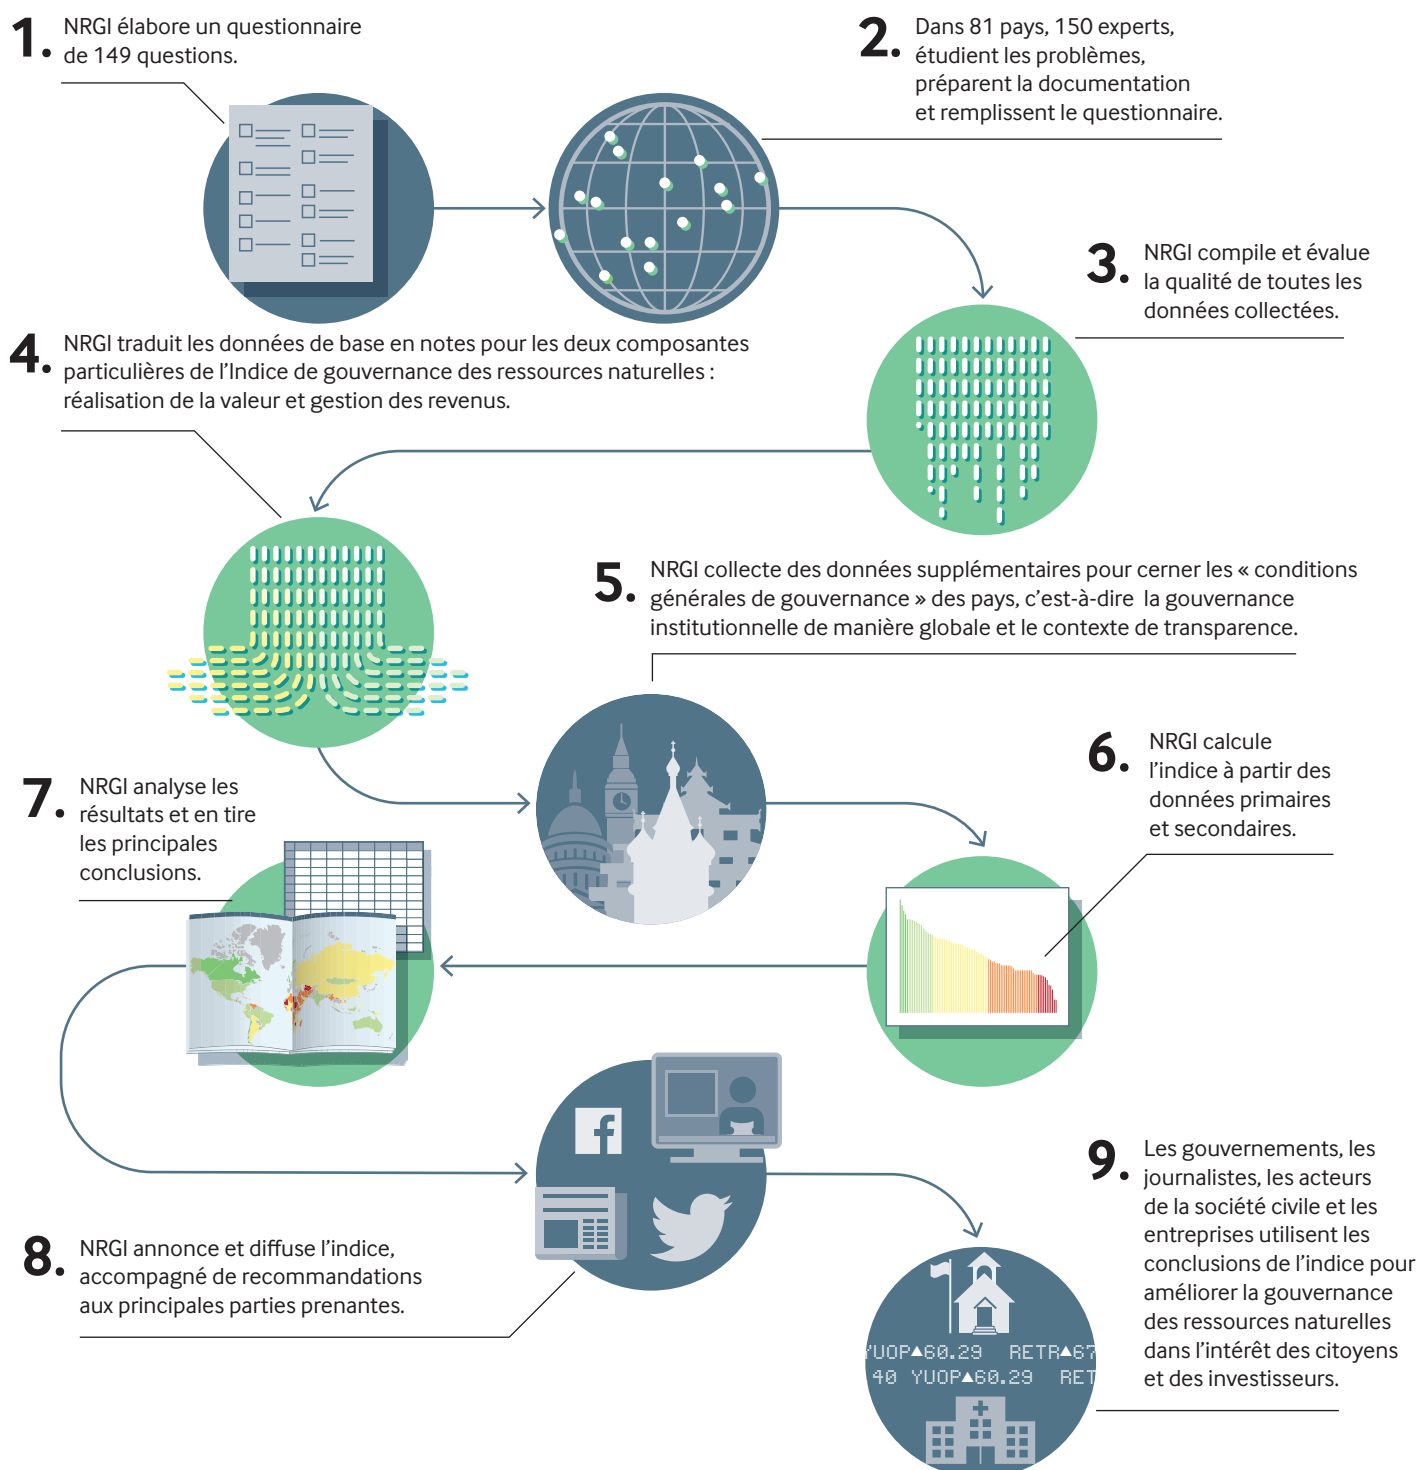 1. NRGI élabore un questionnaire
de 149 questions.
2. Dans 81 pays, 150 experts,
étudient les problèmes,
préparent la documentation
et remplissent le questionnaire.
3. NRGI compile et évalue
la qualité de toutes les
données collectées.
4. NRGI traduit les données de base en notes pour les deux composantes
particulières de l’Indice de gouvernance des ressources naturelles :
réalisation de la valeur et gestion des revenus.
5. NRGI collecte des données supplémentaires pour cerner les « conditions
générales de gouvernance » des pays, c’est-à-dire la gouvernance
institutionnelle de manière globale et le contexte de transparence.
6. NRGI calcule
l’indice à partir des
données primaires
et secondaires.
7. NRGI analyse les
résultats et en tire
les principales
conclusions.
8. NRGI annonce et diffuse l’indice,
accompagné de recommandations
aux principales parties prenantes.
9. Les gouvernements, les
journalistes, les acteurs
de la société civile et les
entreprises utilisent les
conclusions de l’indice pour
améliorer la gouvernance
des ressources naturelles
dans l’intérêt des citoyens
et des investisseurs.
YUOP▲60.29 RETR▲67
40 YUOP▲60.29 RET